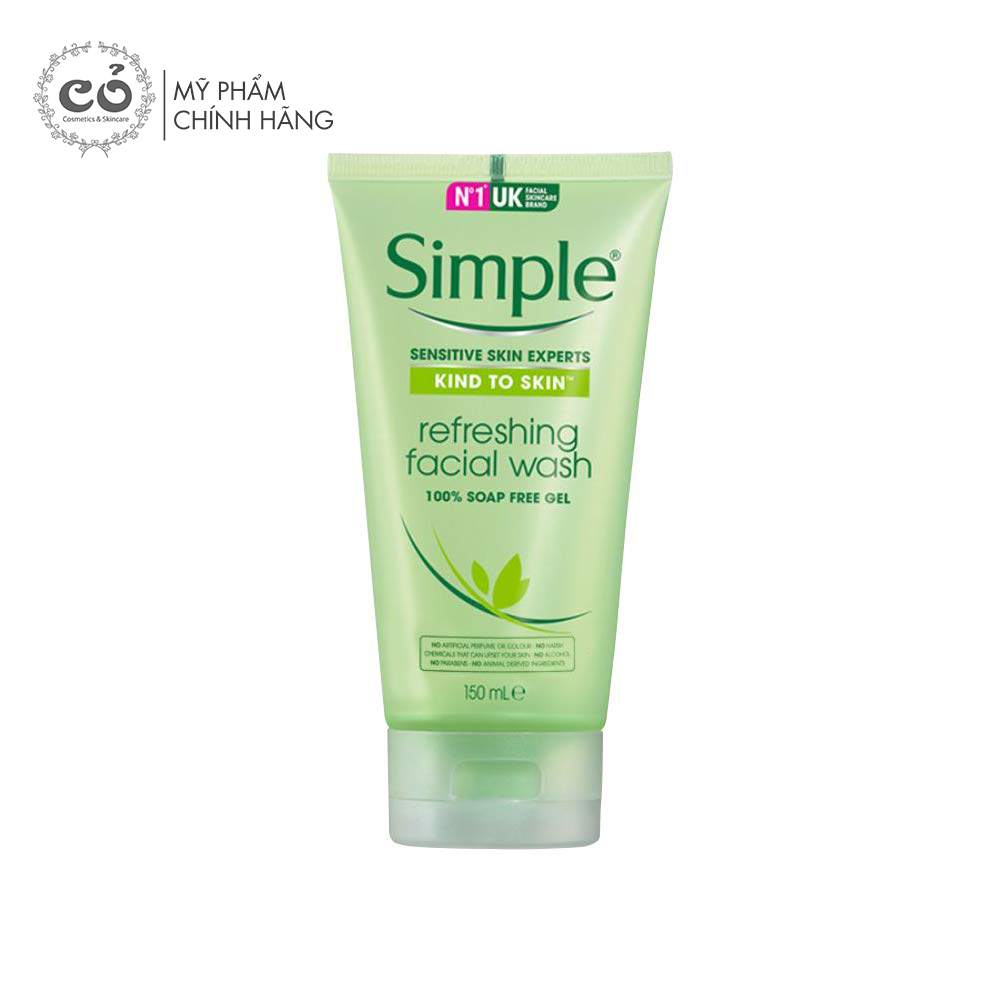 CỎ
Cosmetics & Skincare
MỸ PHẨM
CHÍNH HÃNG
Nº1 UK FACIAL
SKINCARE
BRAND
Simple®
SENSITIVE SKIN EXPERTS
KIND TO SKIN™
refreshing
facial wash
100% SOAP FREE GEL
NO ARTIFICIAL PERFUME OR COLOUR · NO HARSH
CHEMICALS THAT CAN UPSET YOUR SKIN · NO ALCOHOL
NO PARABENS · NO ANIMAL DERIVED INGREDIENTS
150 mL ℮